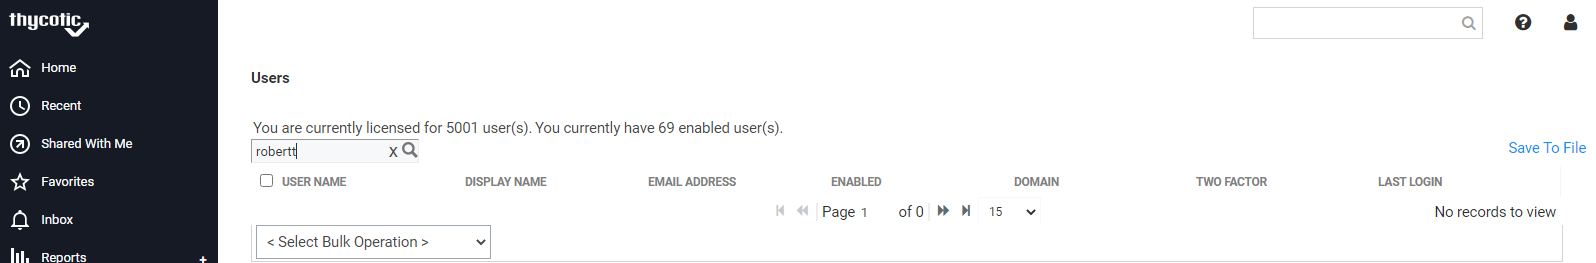 thycotic
Home
Recent
Shared With Me
Favorites
Inbox
Reports +
Users
You are currently licensed for 5001 user(s). You currently have 69 enabled user(s).
robertt X
Save To File
USER NAME DISPLAY NAME EMAIL ADDRESS ENABLED DOMAIN TWO FACTOR LAST LOGIN
Page 1 of 0 15 No records to view
< Select Bulk Operation >